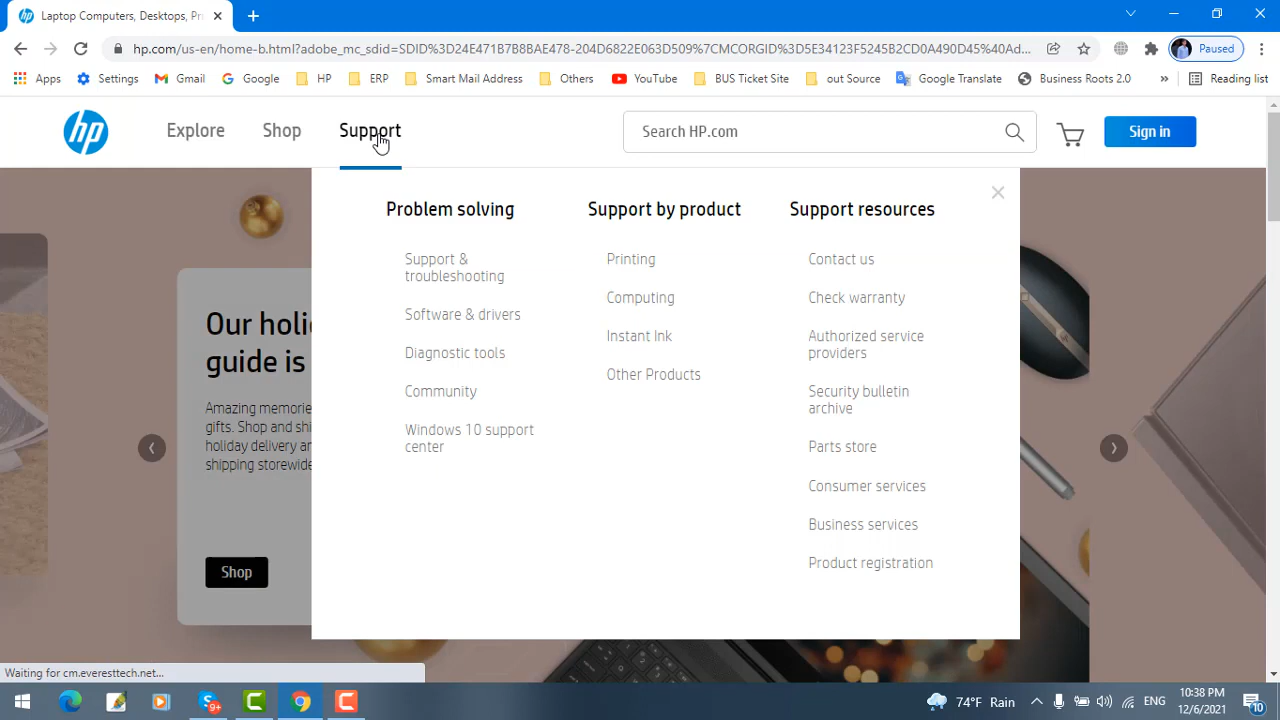 Laptop Computers, Desktops, Pr
hp.com/us-en/home-b.html?adobe_mc_sdid=SDID%3D24E471B7B8BAE478-204D6822E063D509%7CMCORGID%3D5E34123F5245B2CD0A490D45%40Ad...
Paused
Apps Settings Gmail Google HP ERP Smart Mail Address Others YouTube BUS Ticket Site out Source Google Translate Business Roots 2.0 » Reading list
hp Explore Shop Support Search HP.com Sign in
Problem solving
Support &
troubleshooting
Software & drivers
Diagnostic tools
Community
Windows 10 support
center
Support by product
Printing
Computing
Instant Ink
Other Products
Support resources
Contact us
Check warranty
Authorized service
providers
Security bulletin
archive
Parts store
Consumer services
Business services
Product registration
Our holi
guide is
Amazing memorie
gifts. Shop and shi
holiday delivery ar
shipping storewide
Shop
Waiting for cm.everesttech.net...
9+
74°F Rain
ENG
10:38 PM
12/6/2021
10